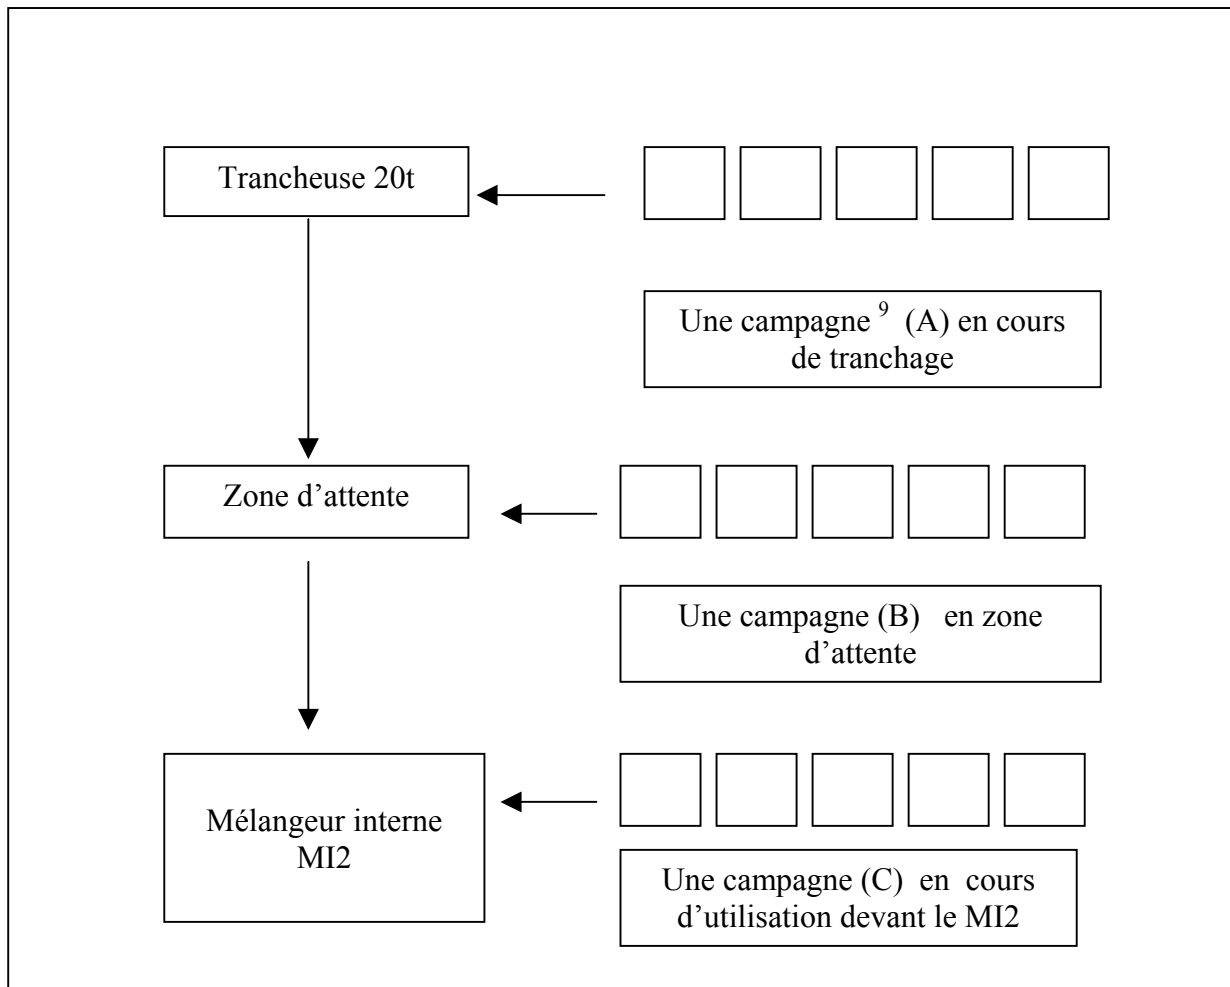 Trancheuse 20t
Une campagne 9 (A) en cours
de tranchage
Zone d’attente
Une campagne (B) en zone
d’attente
Mélangeur interne
MI2
Une campagne (C) en cours
d’utilisation devant le MI2